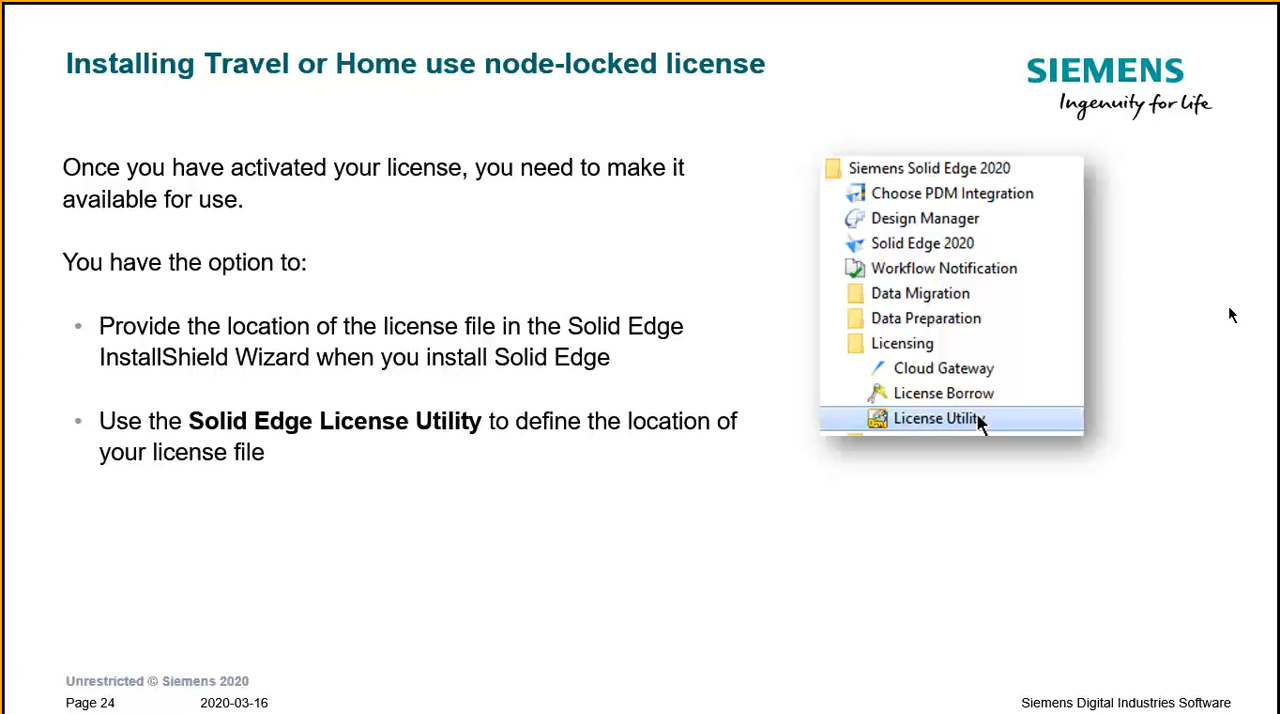 Installing Travel or Home use node-locked license
SIEMENS
Ingenuity for life
Once you have activated your license, you need to make it
available for use.
You have the option to:
• Provide the location of the license file in the Solid Edge
InstallShield Wizard when you install Solid Edge
• Use the Solid Edge License Utility to define the location of
your license file
Siemens Solid Edge 2020
Choose PDM Integration
Design Manager
Solid Edge 2020
Workflow Notification
Data Migration
Data Preparation
Licensing
Cloud Gateway
License Borrow
License Utility
Unrestricted © Siemens 2020
Page 24
2020-03-16
Siemens Digital Industries Software